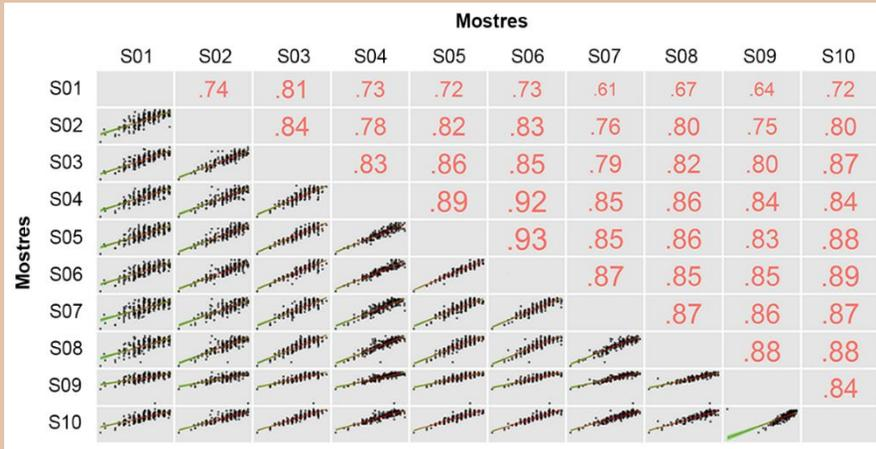 Mostres
S01 S02 S03 S04 S05 S06 S07 S08 S09 S10
Mostres
S01 .74 .81 .73 .72 .73 .61 .67 .64 .72
S02 .84 .78 .82 .83 .76 .80 .75 .80
S03 .83 .86 .85 .79 .82 .80 .87
S04 .89 .92 .85 .86 .84 .84
S05 .93 .85 .86 .83 .88
S06 .87 .85 .85 .89
S07 .87 .86 .87
S08 .88 .88
S09 .84
S10